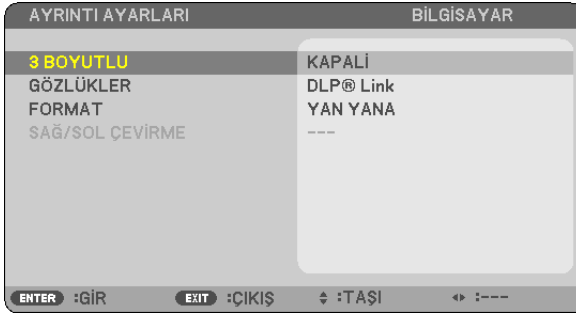 AYRINTI AYARLARI BİLGİSAYAR
3 BOYUTLU KAPALİ
GÖZLÜKLER DLP® Link
FORMAT YAN YANA
SAĞ/SOL ÇEVİRME ---
ENTER :GİR EXIT :ÇIKIŞ :TAŞI :---